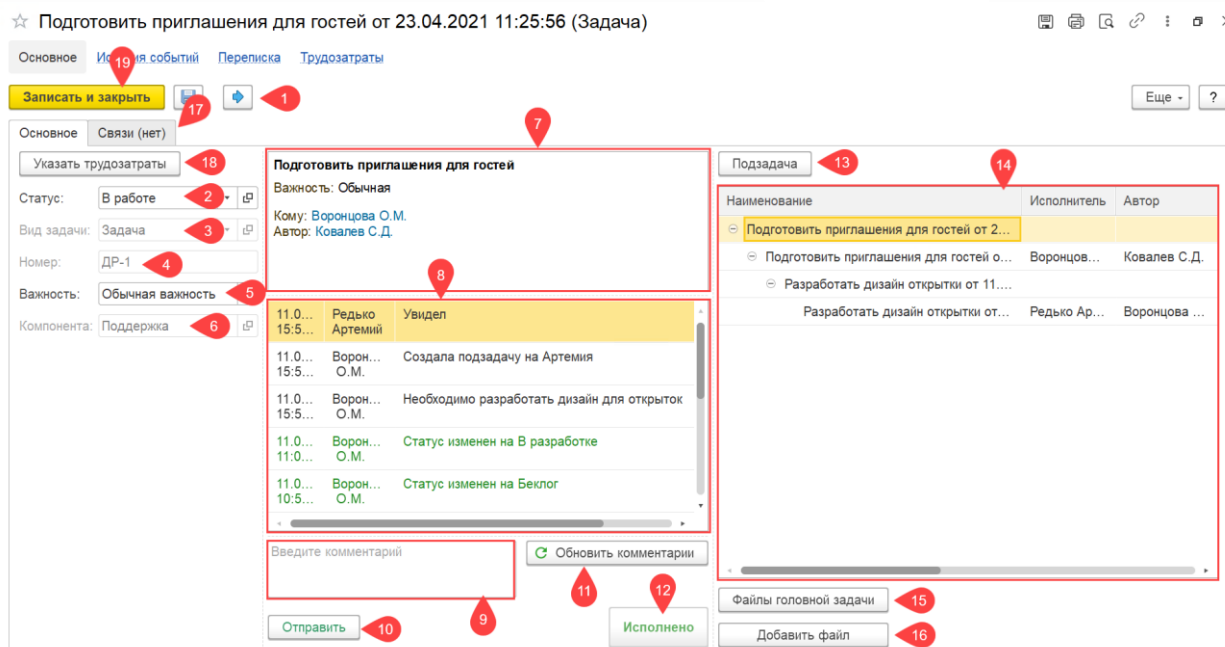 Подготовить приглашения для гостей от 23.04.2021 11:25:56 (Задача)
Основное
событий Переписка Трудозатраты
19
Записать и закрыть
1
Еще
?
17
Основное Связи (нет)
7
Указать трудозатраты
18
Подготовить приглашения для гостей
Важность: Обычная
Кому: Воронцова О.М.
Автор: Ковалев С.Д.
Подзадача
13
14
Статус: В работе
2
Вид задачи: Задача
3
Номер: ДР-1
4
Важность: Обычная важность
5
Компонента: Поддержка
6
8
11.0... Редько Увидел
15:5... Артемий
11.0... Ворон... Создала подзадачу на Артемия
15:5... О.М.
11.0... Ворон... Необходимо разработать дизайн для открыток
15:5... О.М.
11.0... Ворон... Статус изменен на В разработке
11:0... О.М.
11.0... Ворон... Статус изменен на Беклог
10:5... О.М.
Наименование Исполнитель Автор
Подготовить приглашения для гостей от 2...
Подготовить приглашения для гостей о... Воронцов... Ковалев С.Д.
Разработать дизайн открытки от 11....
Разработать дизайн открытки от... Редько Ар... Воронцова ...
Введите комментарий
Обновить комментарии
9
11
12
Отправить
10
Исполнено
Файлы головной задачи
15
Добавить файл
16